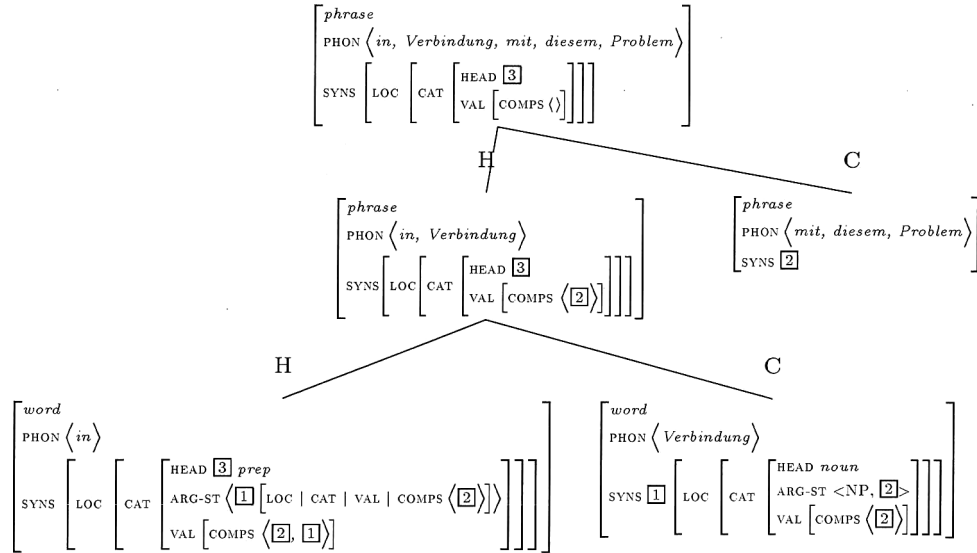 phrase
PHON ⟨in, Verbindung, mit, diesem, Problem⟩
HEAD [3]
SYNS [LOC [CAT [VAL [COMPS ⟨⟩]]]]
H C
phrase
PHON ⟨in, Verbindung⟩
HEAD [3]
SYNS [LOC [CAT [VAL [COMPS ⟨[2]⟩]]]]
phrase
PHON ⟨mit, diesem, Problem⟩
SYNS [2]
H C
word
PHON ⟨in⟩
HEAD [3] prep
SYNS [LOC [CAT [ARG-ST ⟨[1] [LOC | CAT | VAL | COMPS ⟨[2]⟩]⟩
VAL [COMPS ⟨[2], [1]⟩]]]]
word
PHON ⟨Verbindung⟩
HEAD noun
SYNS [1] [LOC [CAT [ARG-ST <NP, [2]>
VAL [COMPS ⟨[2]⟩]]]]